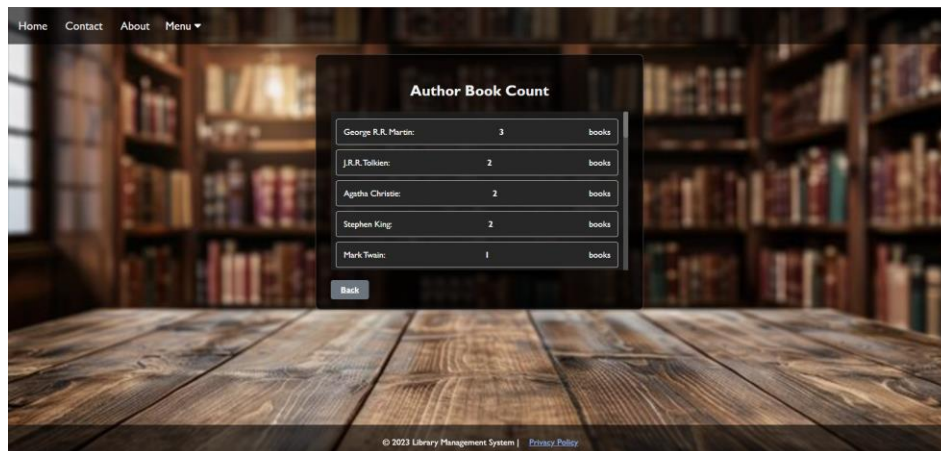 Home Contact About Menu
Author Book Count
George R.R. Martin: 3 books
J.R.R. Tolkien: 2 books
Agatha Christie: 2 books
Stephen King: 2 books
Mark Twain: 1 books
Back
© 2023 Library Management System | Privacy Policy